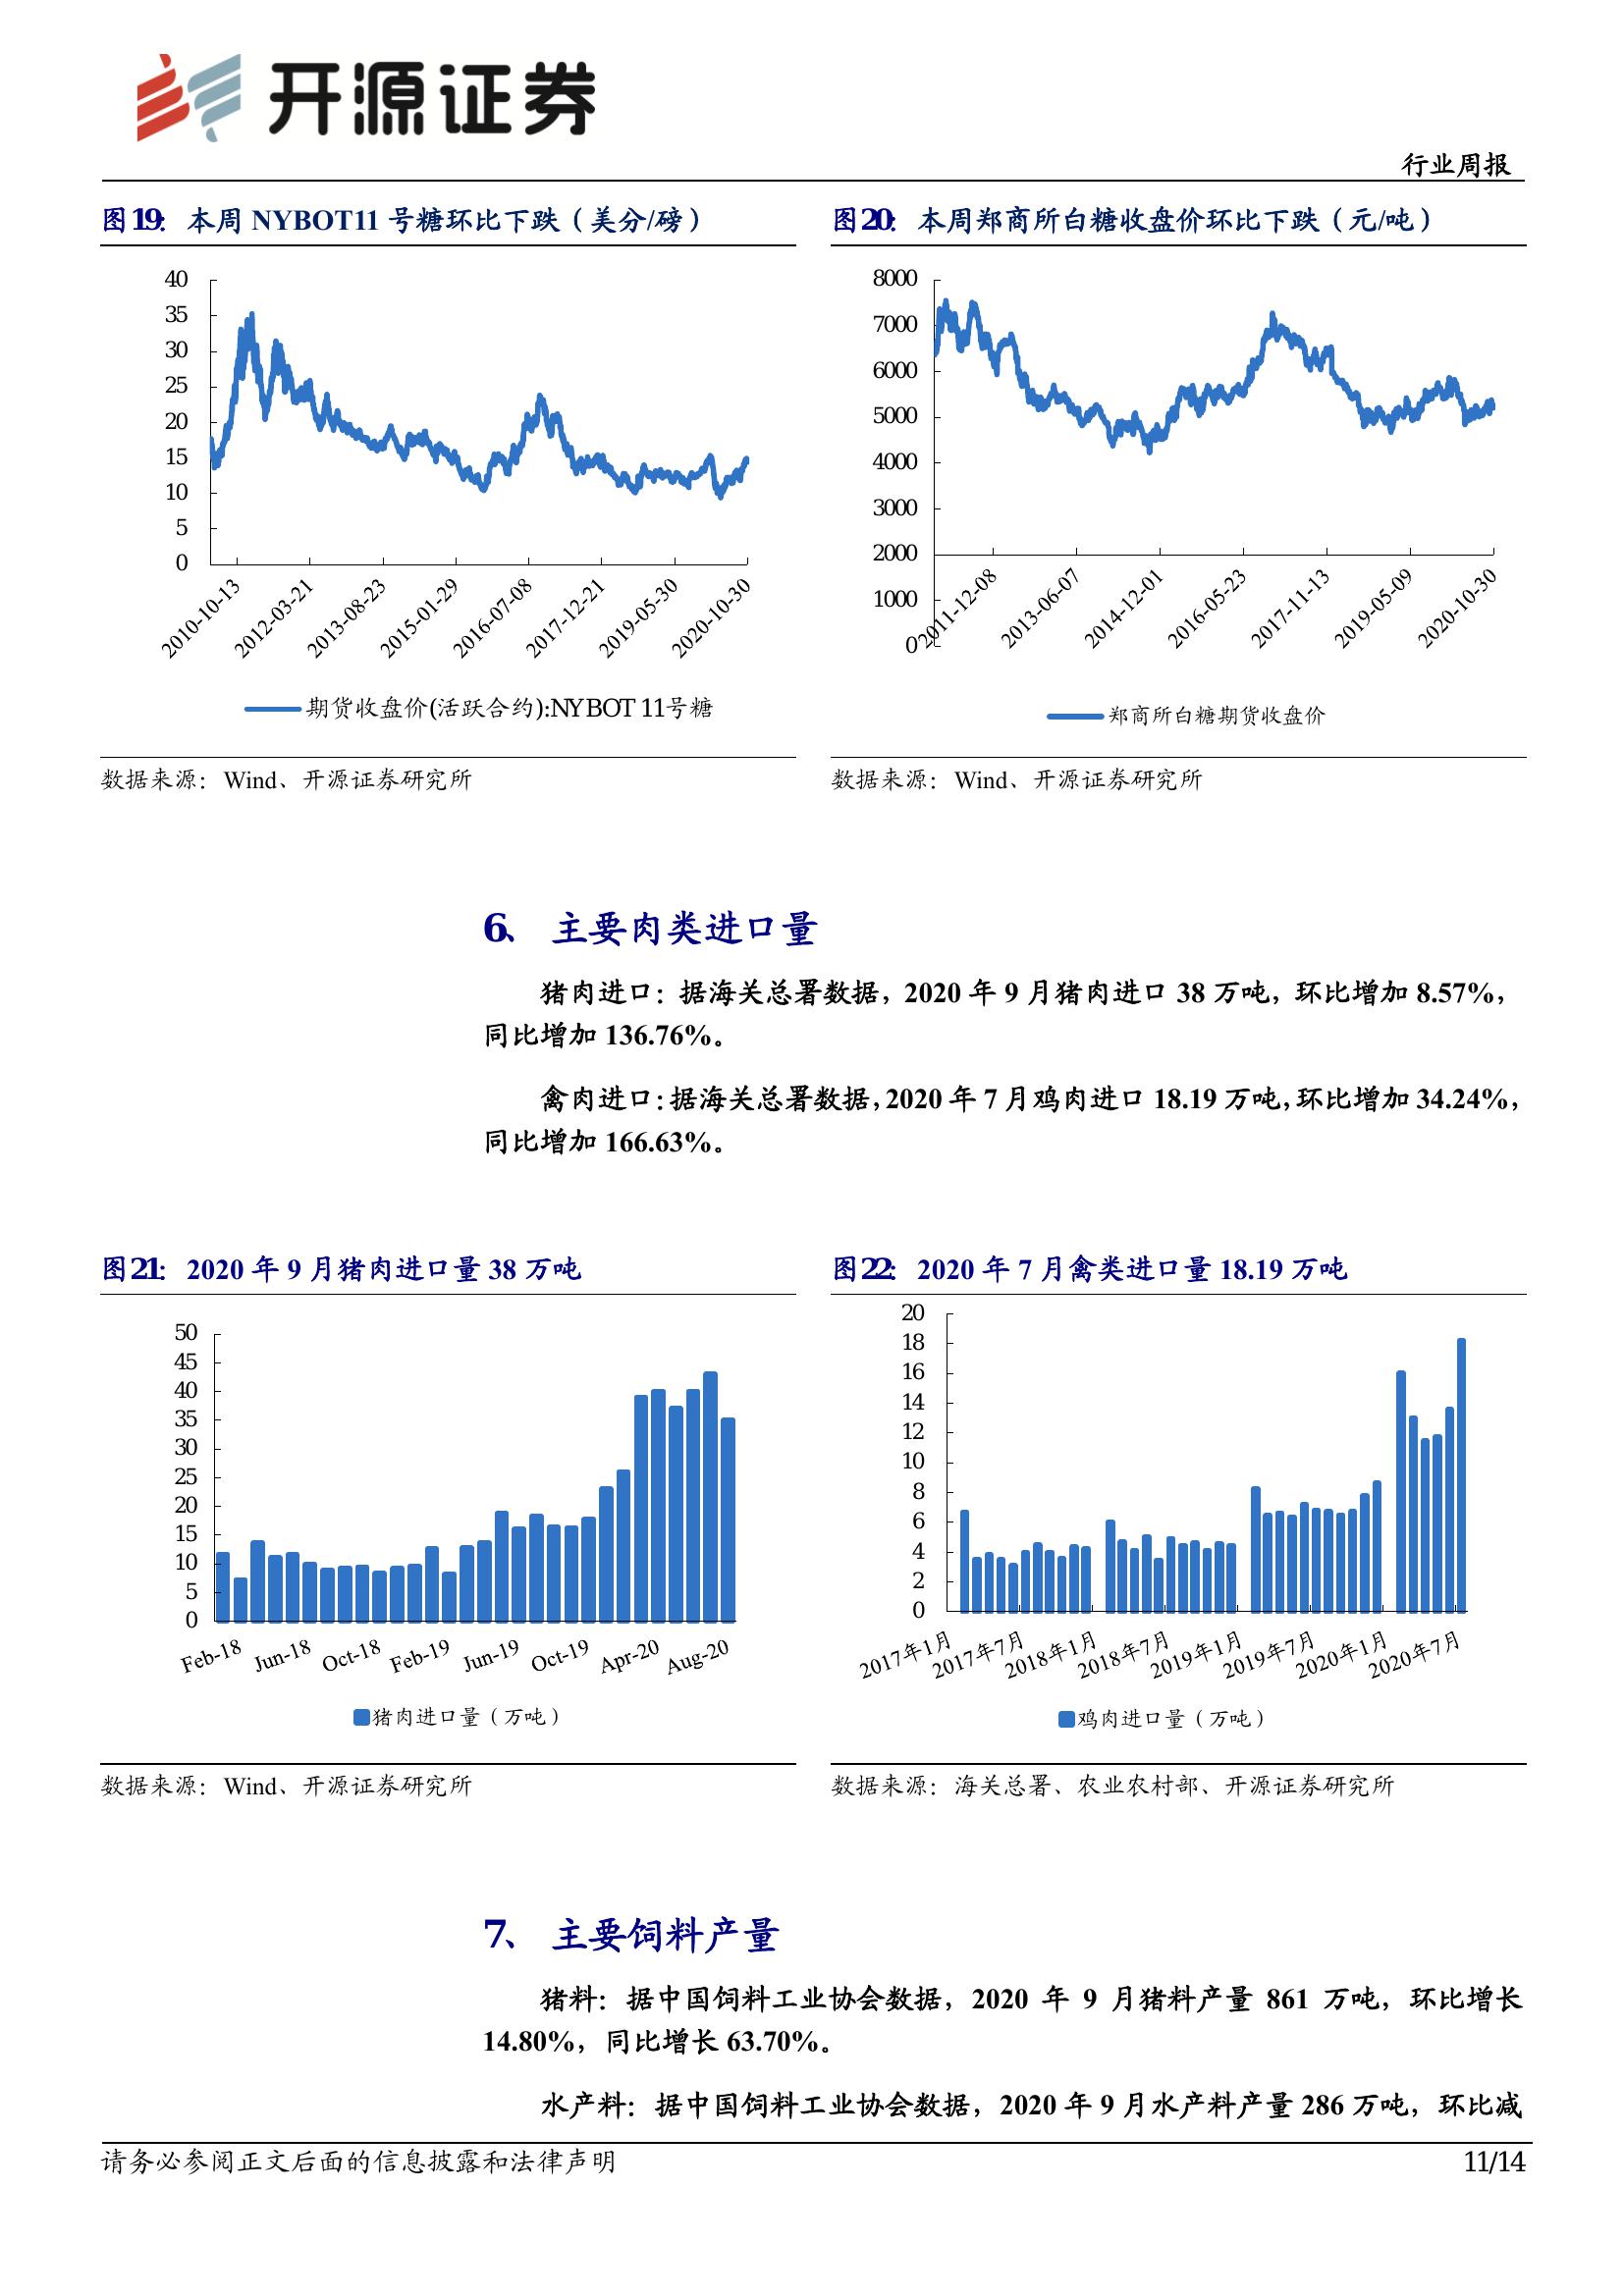 开源证券
行业周报
图19: 本周 NYBOT11 号糖环比下跌（美分/磅）
40
35
30
25
20
15
10
5
0
2010-10-13
2012-03-21
2013-08-23
2015-01-29
2016-07-08
2017-12-21
2019-05-30
2020-10-30
期货收盘价(活跃合约):NYBOT 11号糖
数据来源：Wind、开源证券研究所
图20: 本周郑商所白糖收盘价环比下跌（元/吨）
8000
7000
6000
5000
4000
3000
2000
1000
0
2011-12-08
2013-06-07
2014-12-01
2016-05-23
2017-11-13
2019-05-09
2020-10-30
郑商所白糖期货收盘价
数据来源：Wind、开源证券研究所
6、 主要肉类进口量
猪肉进口：据海关总署数据，2020 年 9 月猪肉进口 38 万吨，环比增加 8.57%，
同比增加 136.76%。
禽肉进口：据海关总署数据，2020 年 7 月鸡肉进口 18.19 万吨，环比增加 34.24%，
同比增加 166.63%。
图21: 2020 年 9 月猪肉进口量 38 万吨
50
45
40
35
30
25
20
15
10
5
0
Feb-18
Jun-18
Oct-18
Feb-19
Jun-19
Oct-19
Apr-20
Aug-20
猪肉进口量（万吨）
数据来源：Wind、开源证券研究所
图22: 2020 年 7 月禽类进口量 18.19 万吨
20
18
16
14
12
10
8
6
4
2
0
2017年1月
2017年7月
2018年1月
2018年7月
2019年1月
2019年7月
2020年1月
2020年7月
鸡肉进口量（万吨）
数据来源：海关总署、农业农村部、开源证券研究所
7、 主要饲料产量
猪料：据中国饲料工业协会数据，2020 年 9 月猪料产量 861 万吨，环比增长
14.80%，同比增长 63.70%。
水产料：据中国饲料工业协会数据，2020 年 9 月水产料产量 286 万吨，环比减
请务必参阅正文后面的信息披露和法律声明
11/14